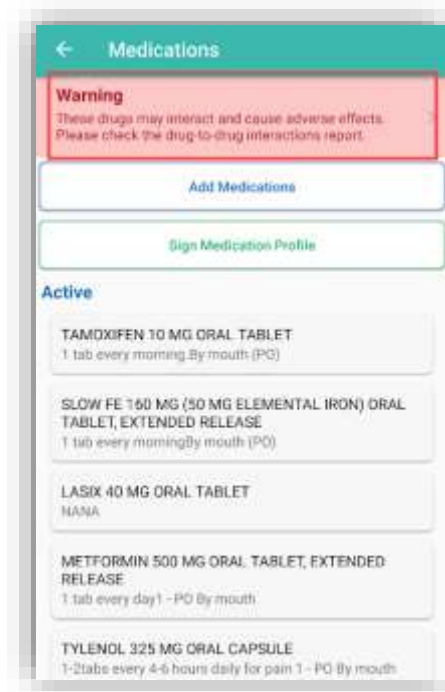 Medications
Warning
These drugs may interact and cause adverse effects.
Please check the drug-to-drug interactions report.
Add Medications
Sign Medication Profile
Active
TAMOXIFEN 10 MG ORAL TABLET
1 tab every morning By mouth (PO)
SLOW FE 160 MG (50 MG ELEMENTAL IRON) ORAL
TABLET, EXTENDED RELEASE
1 tab every morningBy mouth (PO)
LASIX 40 MG ORAL TABLET
NANA
METFORMIN 500 MG ORAL TABLET, EXTENDED
RELEASE
1 tab every day1 - PO By mouth
TYLENOL 325 MG ORAL CAPSULE
1-2tabs every 4-6 hours daily for pain 1 - PO By mouth